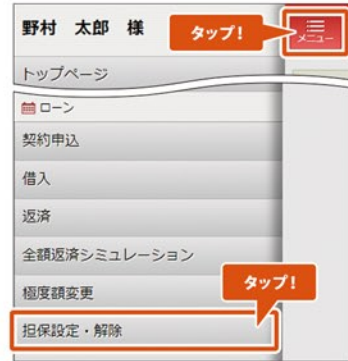 野村 太郎 様
タップ!
メニュー
トップページ
ローン
契約申込
借入
返済
全額返済シミュレーション
極度額変更
タップ!
担保設定・解除